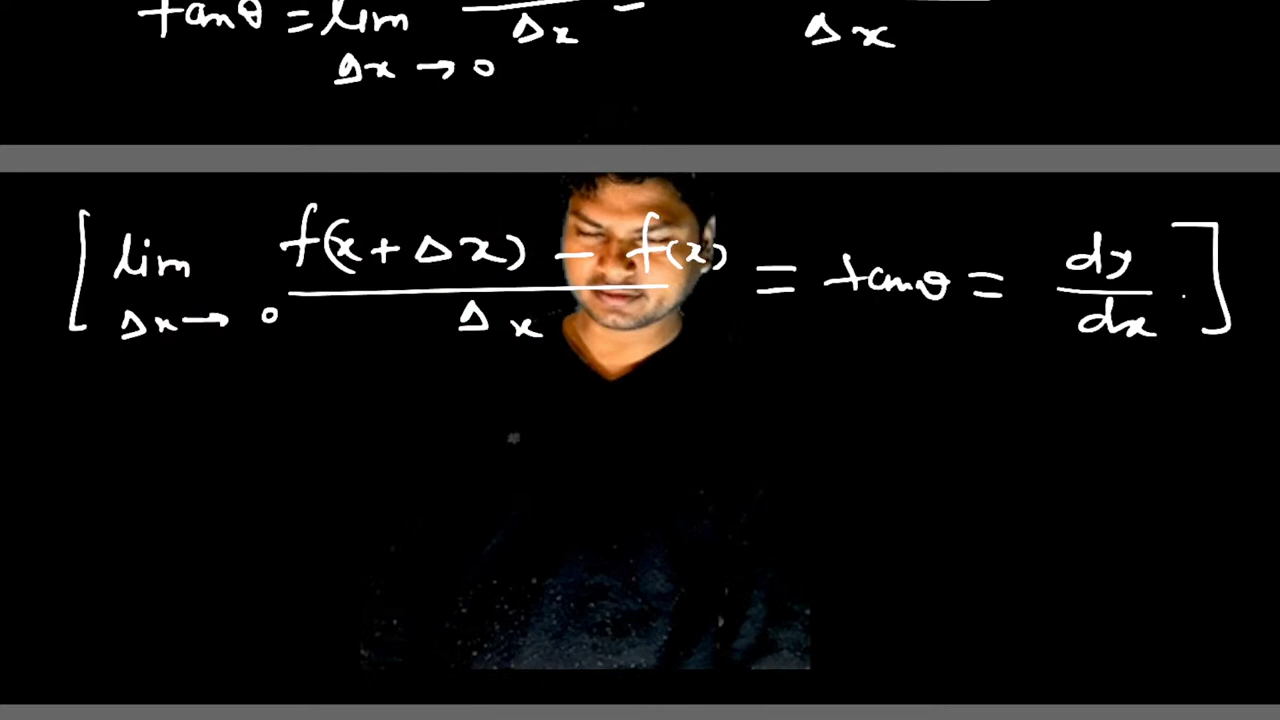 tanθ = lim
Δx → 0
Δx
=
Δx
[ lim
Δx → 0
f(x + Δx) − f(x)
Δx
= tanθ = dy/dx ]